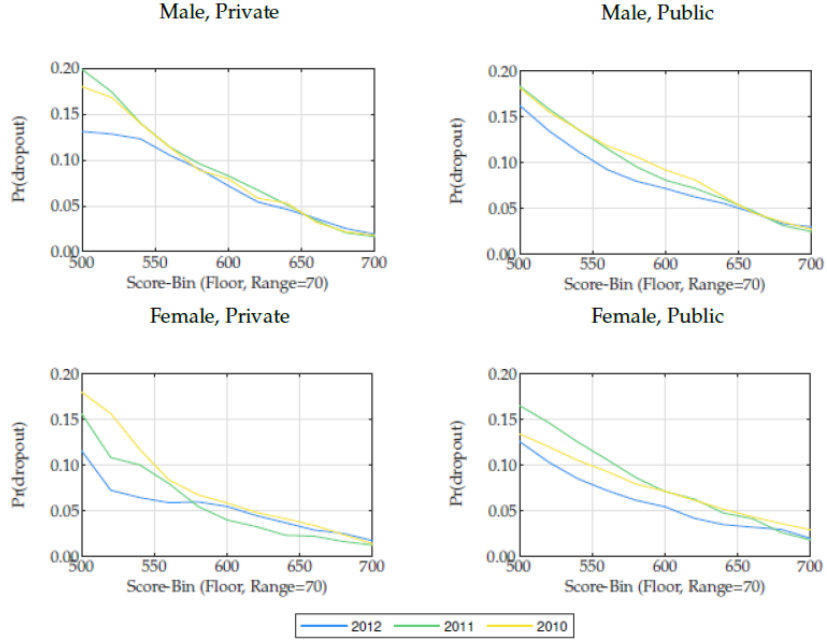 Male, Private
0.20
0.15
0.10
0.05
0.00
Pr(dropout)
500 550 600 650 700
Score-Bin (Floor, Range=70)
Male, Public
0.20
0.15
0.10
0.05
0.00
Pr(dropout)
500 550 600 650 700
Score-Bin (Floor, Range=70)
Female, Private
0.20
0.15
0.10
0.05
0.00
Pr(dropout)
500 550 600 650 700
Score-Bin (Floor, Range=70)
Female, Public
0.20
0.15
0.10
0.05
0.00
Pr(dropout)
500 550 600 650 700
Score-Bin (Floor, Range=70)
2012 2011 2010